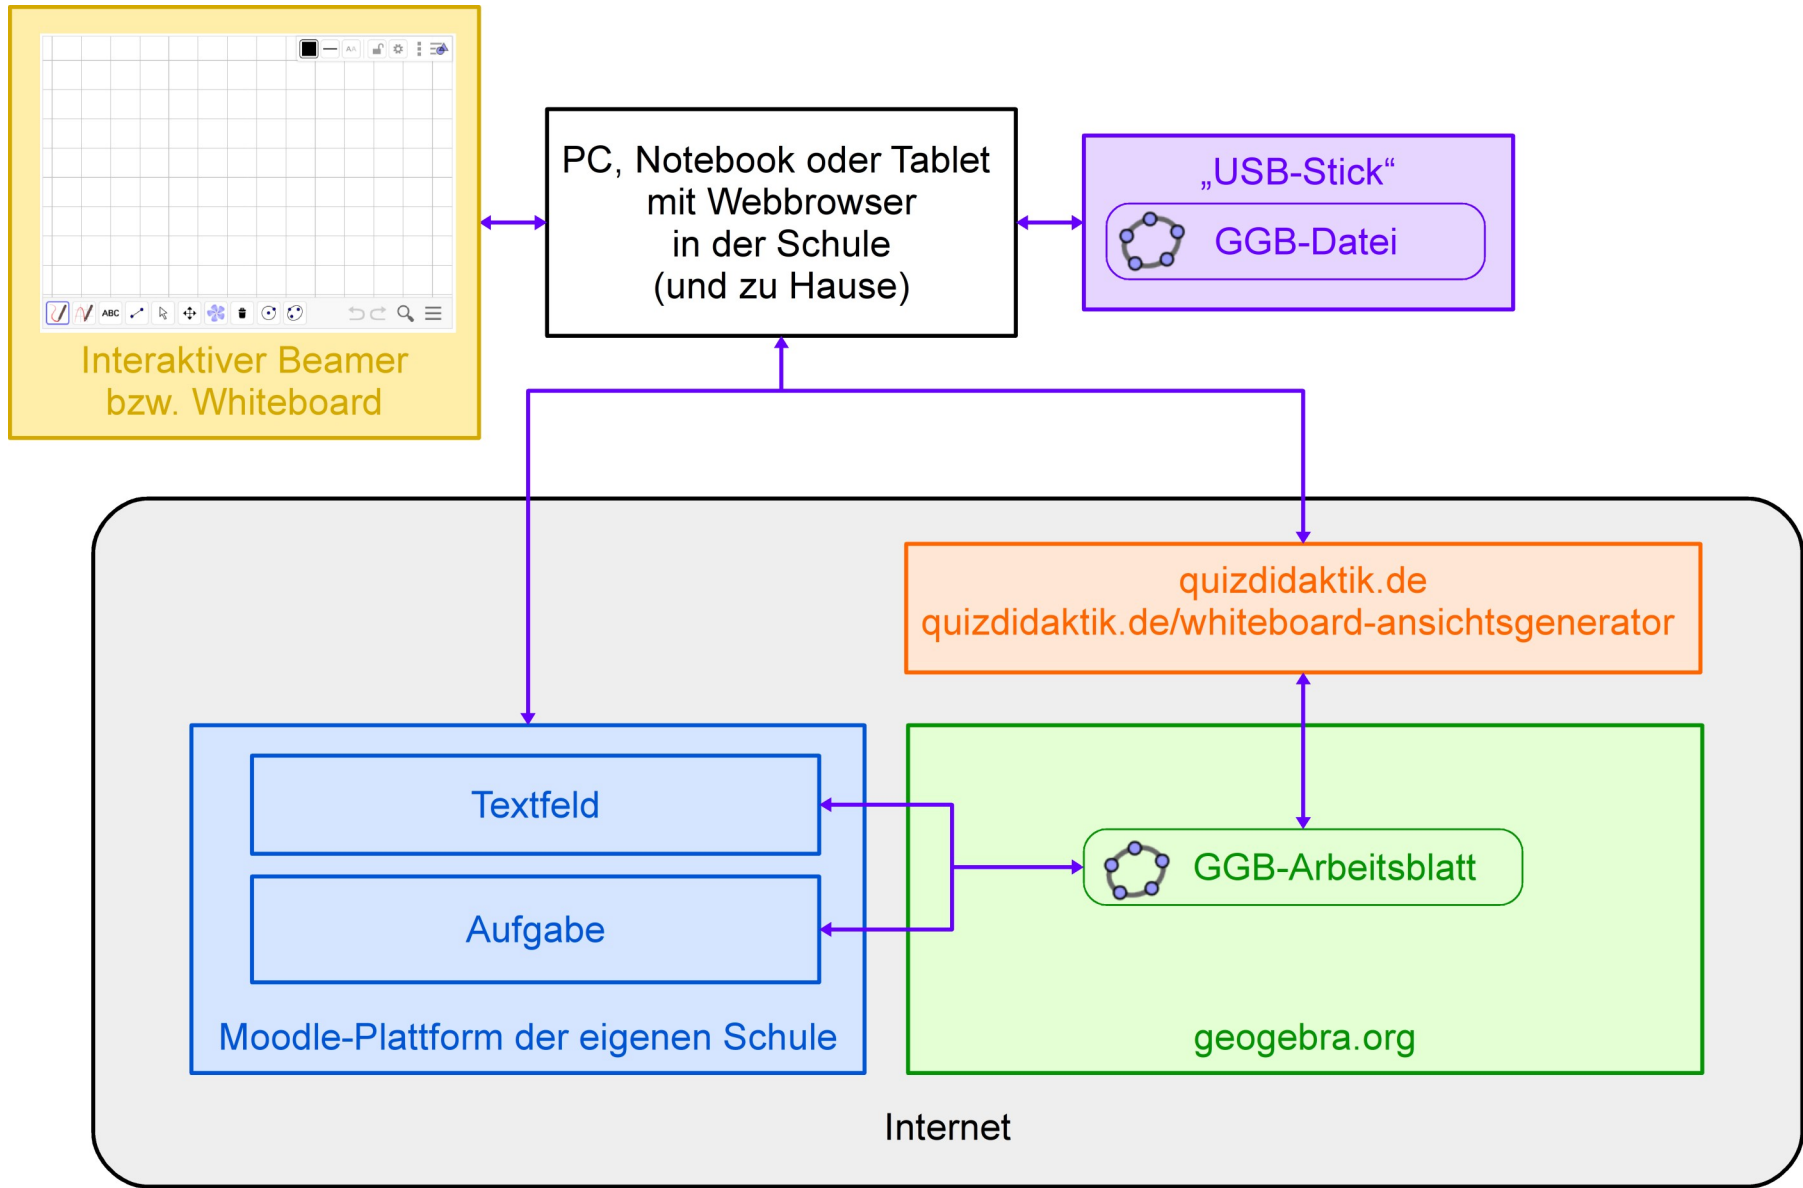 AA
ABC
Interaktiver Beamer
bzw. Whiteboard
PC, Notebook oder Tablet
mit Webbrowser
in der Schule
(und zu Hause)
„USB-Stick“
GGB-Datei
quizdidaktik.de
quizdidaktik.de/whiteboard-ansichtsgenerator
Textfeld
Aufgabe
Moodle-Plattform der eigenen Schule
GGB-Arbeitsblatt
geogebra.org
Internet